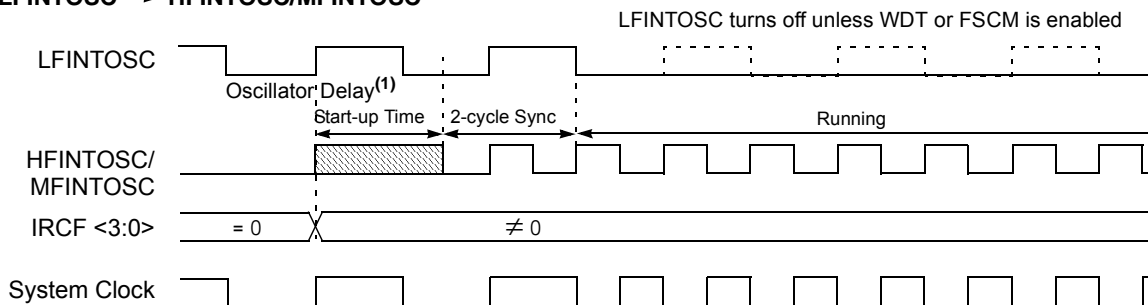 LFINTOSC -> HFINTOSC/MFINTOSC
LFINTOSC turns off unless WDT or FSCM is enabled
LFINTOSC
Oscillator Delay(1)
Start-up Time
2-cycle Sync
Running
HFINTOSC/
MFINTOSC
IRCF <3:0>
= 0
≠ 0
System Clock